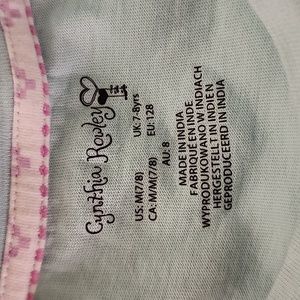 Cynthia Rowley
US: M(7/8) UK: 7-8yrs
CA: M/M(7/8) EU: 128
AU: 8
MADE IN INDIA
FABRIQUÉ EN INDE
WYPRODUKOWANO W INDIACH
HERGESTELLT IN INDIEN
GEPRODUCEERD IN INDIA